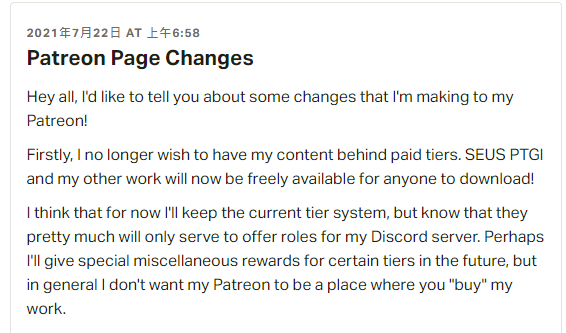 2021年7月22日 AT 上午6:58
Patreon Page Changes
Hey all, I'd like to tell you about some changes that I'm making to my
Patreon!
Firstly, I no longer wish to have my content behind paid tiers. SEUS PTGI
and my other work will now be freely available for anyone to download!
I think that for now I'll keep the current tier system, but know that they
pretty much will only serve to offer roles for my Discord server. Perhaps
I'll give special miscellaneous rewards for certain tiers in the future, but
in general I don't want my Patreon to be a place where you "buy" my
work.